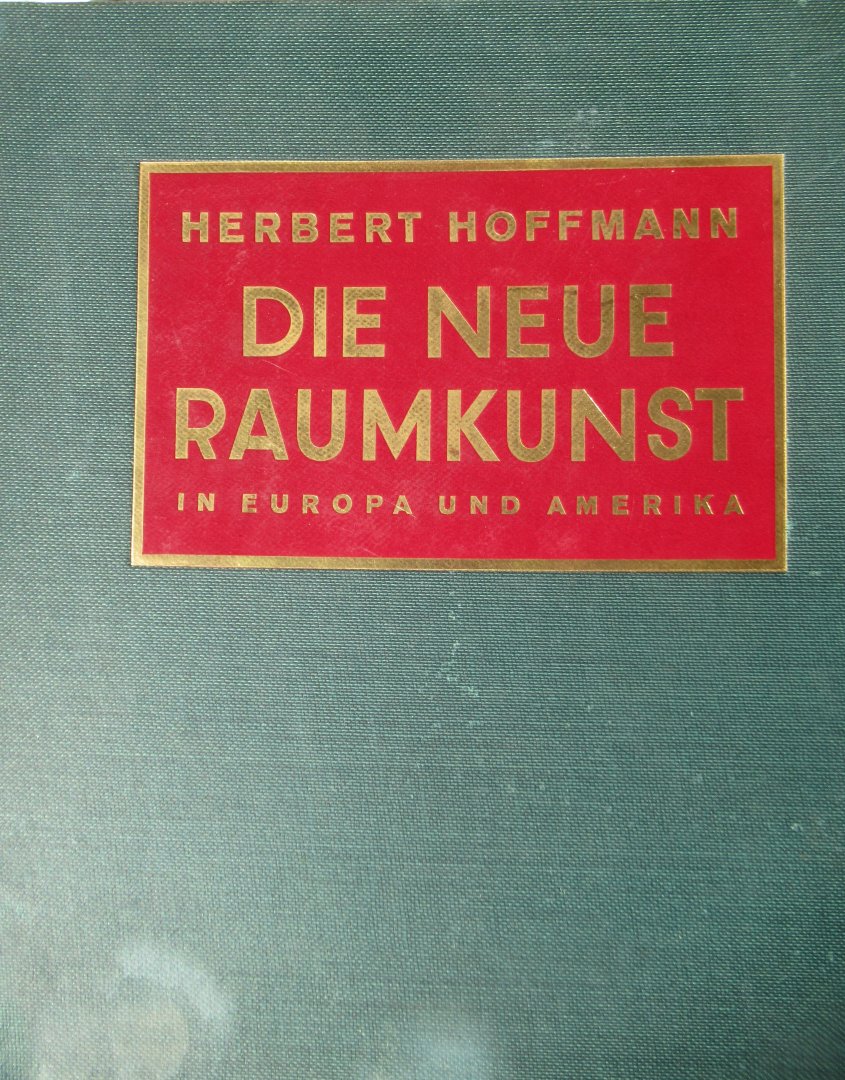 HERBERT HOFFMANN
DIE NEUE
RAUMKUNST
IN EUROPA UND AMERIKA